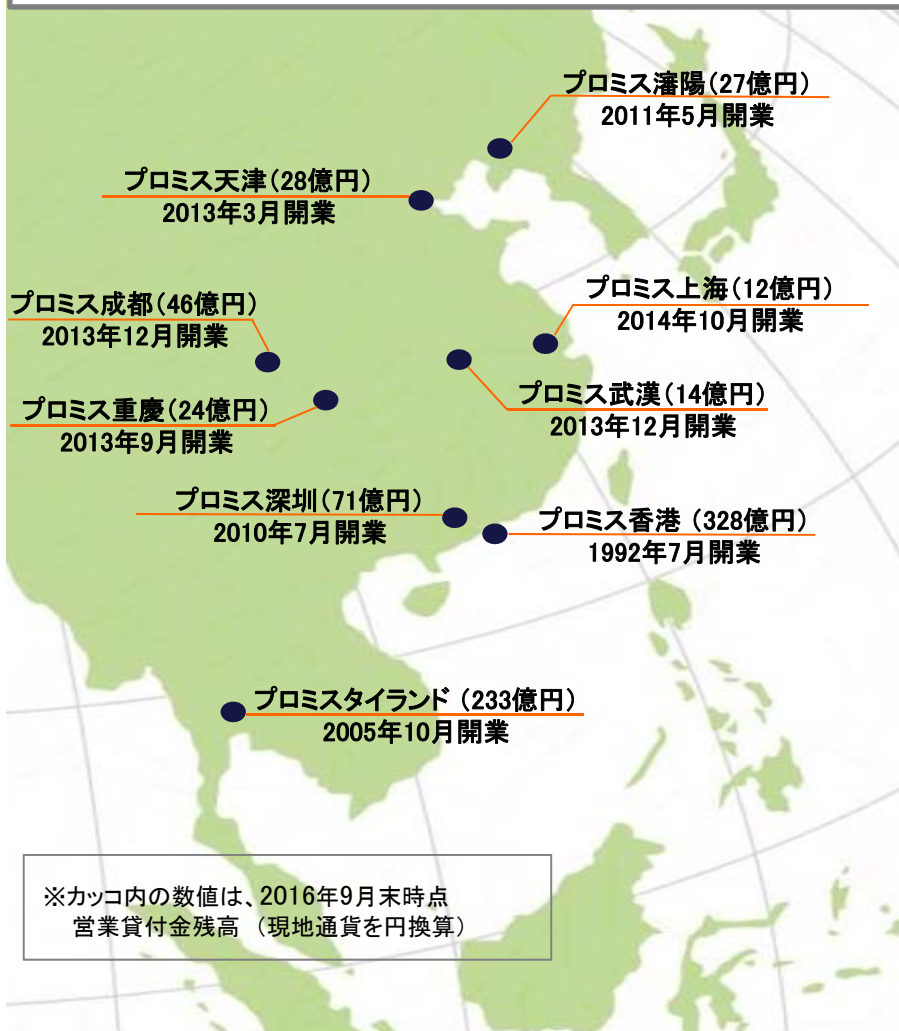 プロミス瀋陽(27億円)
2011年5月開業
プロミス天津(28億円)
2013年3月開業
プロミス成都(46億円)
2013年12月開業
プロミス上海(12億円)
2014年10月開業
プロミス重慶(24億円)
2013年9月開業
プロミス武漢(14億円)
2013年12月開業
プロミス深圳(71億円)
2010年7月開業
プロミス香港 (328億円)
1992年7月開業
プロミスタイランド (233億円)
2005年10月開業
※カッコ内の数値は、2016年9月末時点
営業貸付金残高 (現地通貨を円換算)